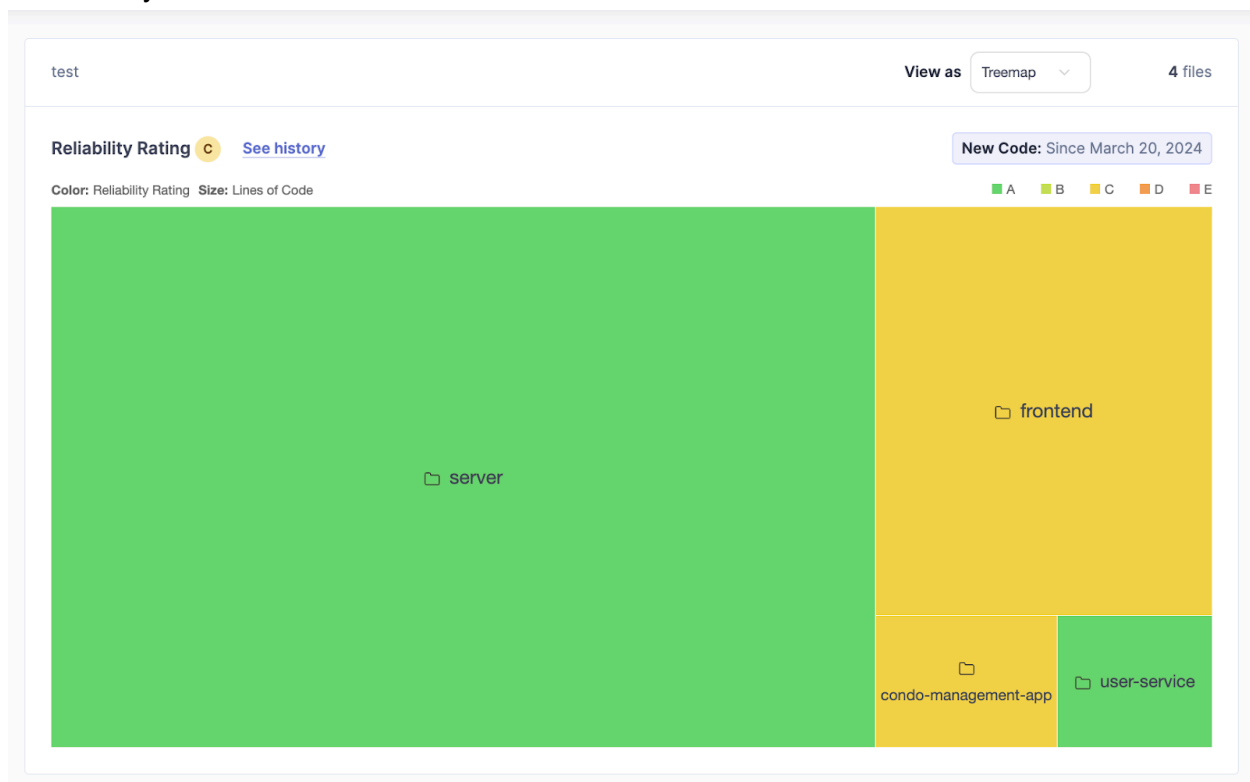 test
View as Treemap
4 files
Reliability Rating C See history
New Code: Since March 20, 2024
Color: Reliability Rating Size: Lines of Code
A B C D E
frontend
server
condo-management-app
user-service